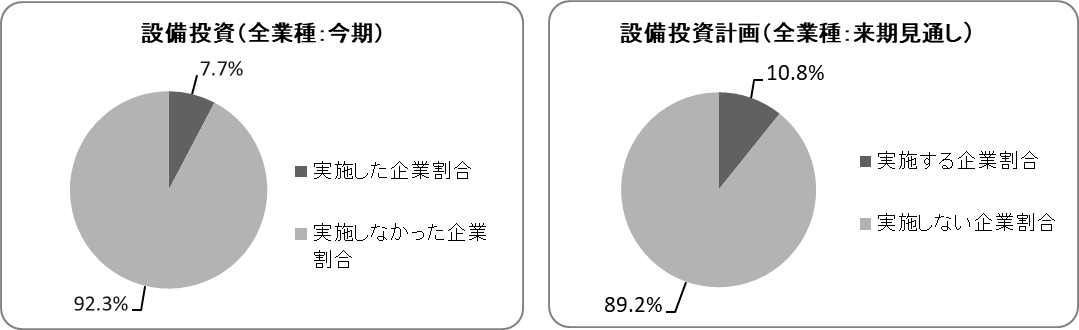 設備投資（全業種：今期）
7.7%
■実施した企業割合
■実施しなかった企業
割合
92.3%
設備投資計画（全業種：来期見通し）
10.8%
■実施する企業割合
■実施しない企業割合
89.2%